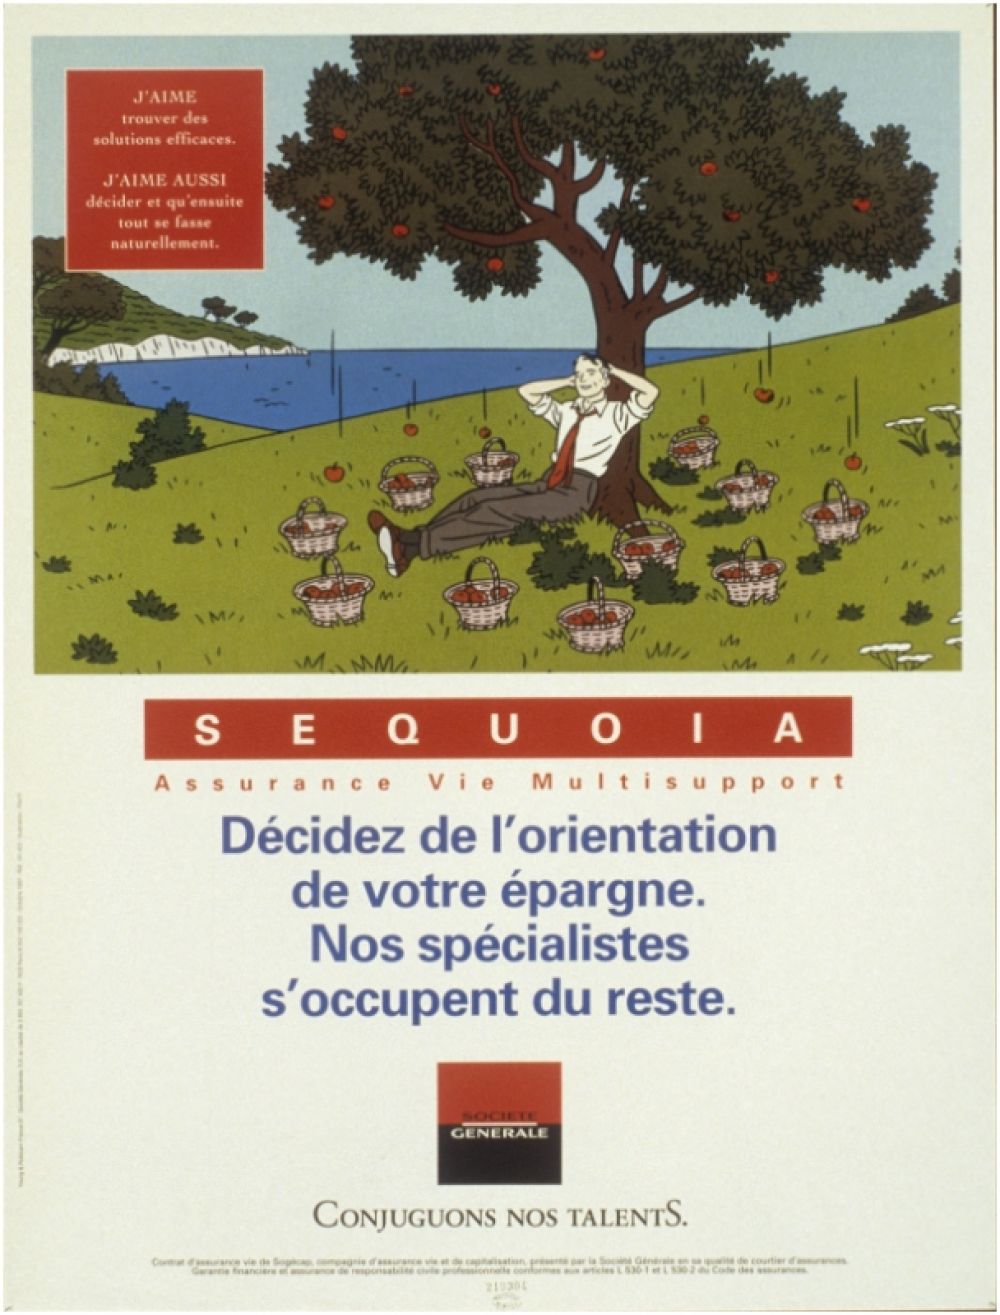 J'AIME
trouver des
solutions efficaces.
J'AIME AUSSI
décider et qu'ensuite
tout se fasse
naturellement.
SEQUOIA
Assurance Vie Multisupport
Décidez de l'orientation
de votre épargne.
Nos spécialistes
s'occupent du reste.
SOCIETE
GENERALE
CONJUGUONS NOS TALENTS.
Contrat d'assurance vie de Sogécap, compagnie d'assurance vie et de capitalisation, présenté par la Société Générale en sa qualité de courtier d'assurances.
Garantie financière et assurance de responsabilité civile professionnelle conformes aux articles L 530-1 et L 530-2 du Code des assurances.